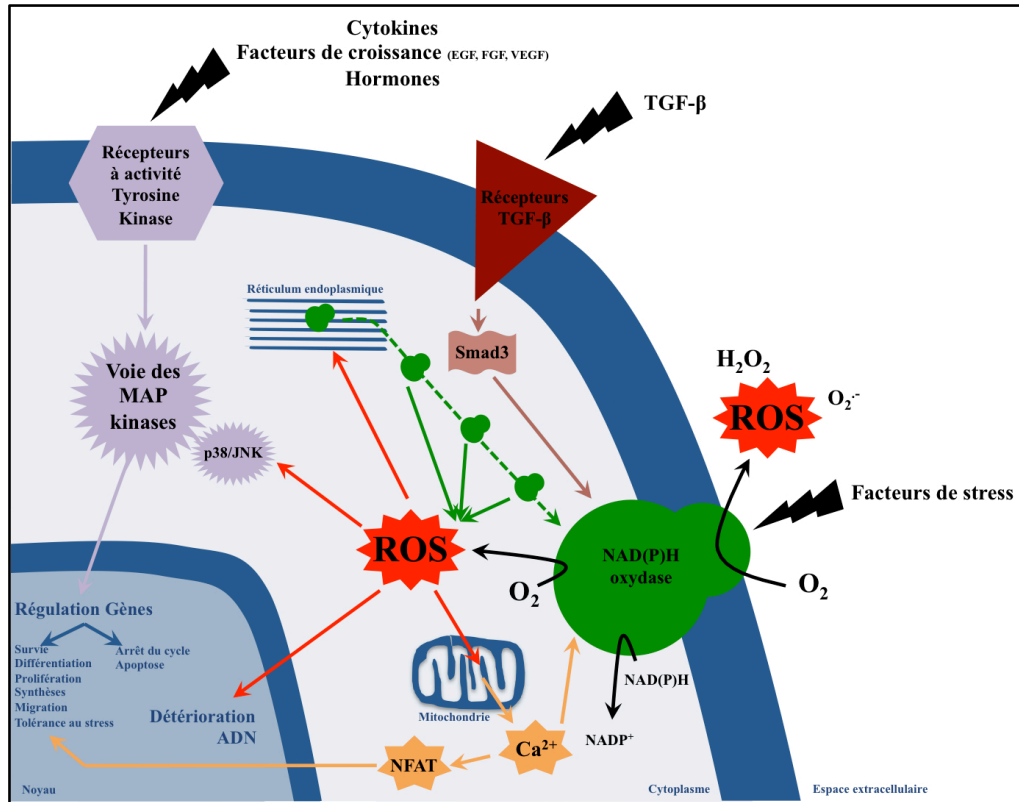 Cytokines
Facteurs de croissance (EGF, FGF, VEGF)
Hormones
TGF-β
Récepteurs
à activité
Tyrosine
Kinase
Récepteurs
TGF-β
Réticulum endoplasmique
Smad3
Voie des
MAP
kinases
p38/JNK
H₂O₂
ROS
O₂·-
Facteurs de stress
ROS
NAD(P)H
oxydase
O₂
O₂
Régulation Gènes
Survie
Différentiation
Prolifération
Synthèses
Migration
Tolérance au stress
Arrêt du cycle
Apoptose
Détérioration
ADN
Mitochondrie
NAD(P)H
NADP⁺
Ca²⁺
NFAT
Noyau
Cytoplasme
Espace extracellulaire